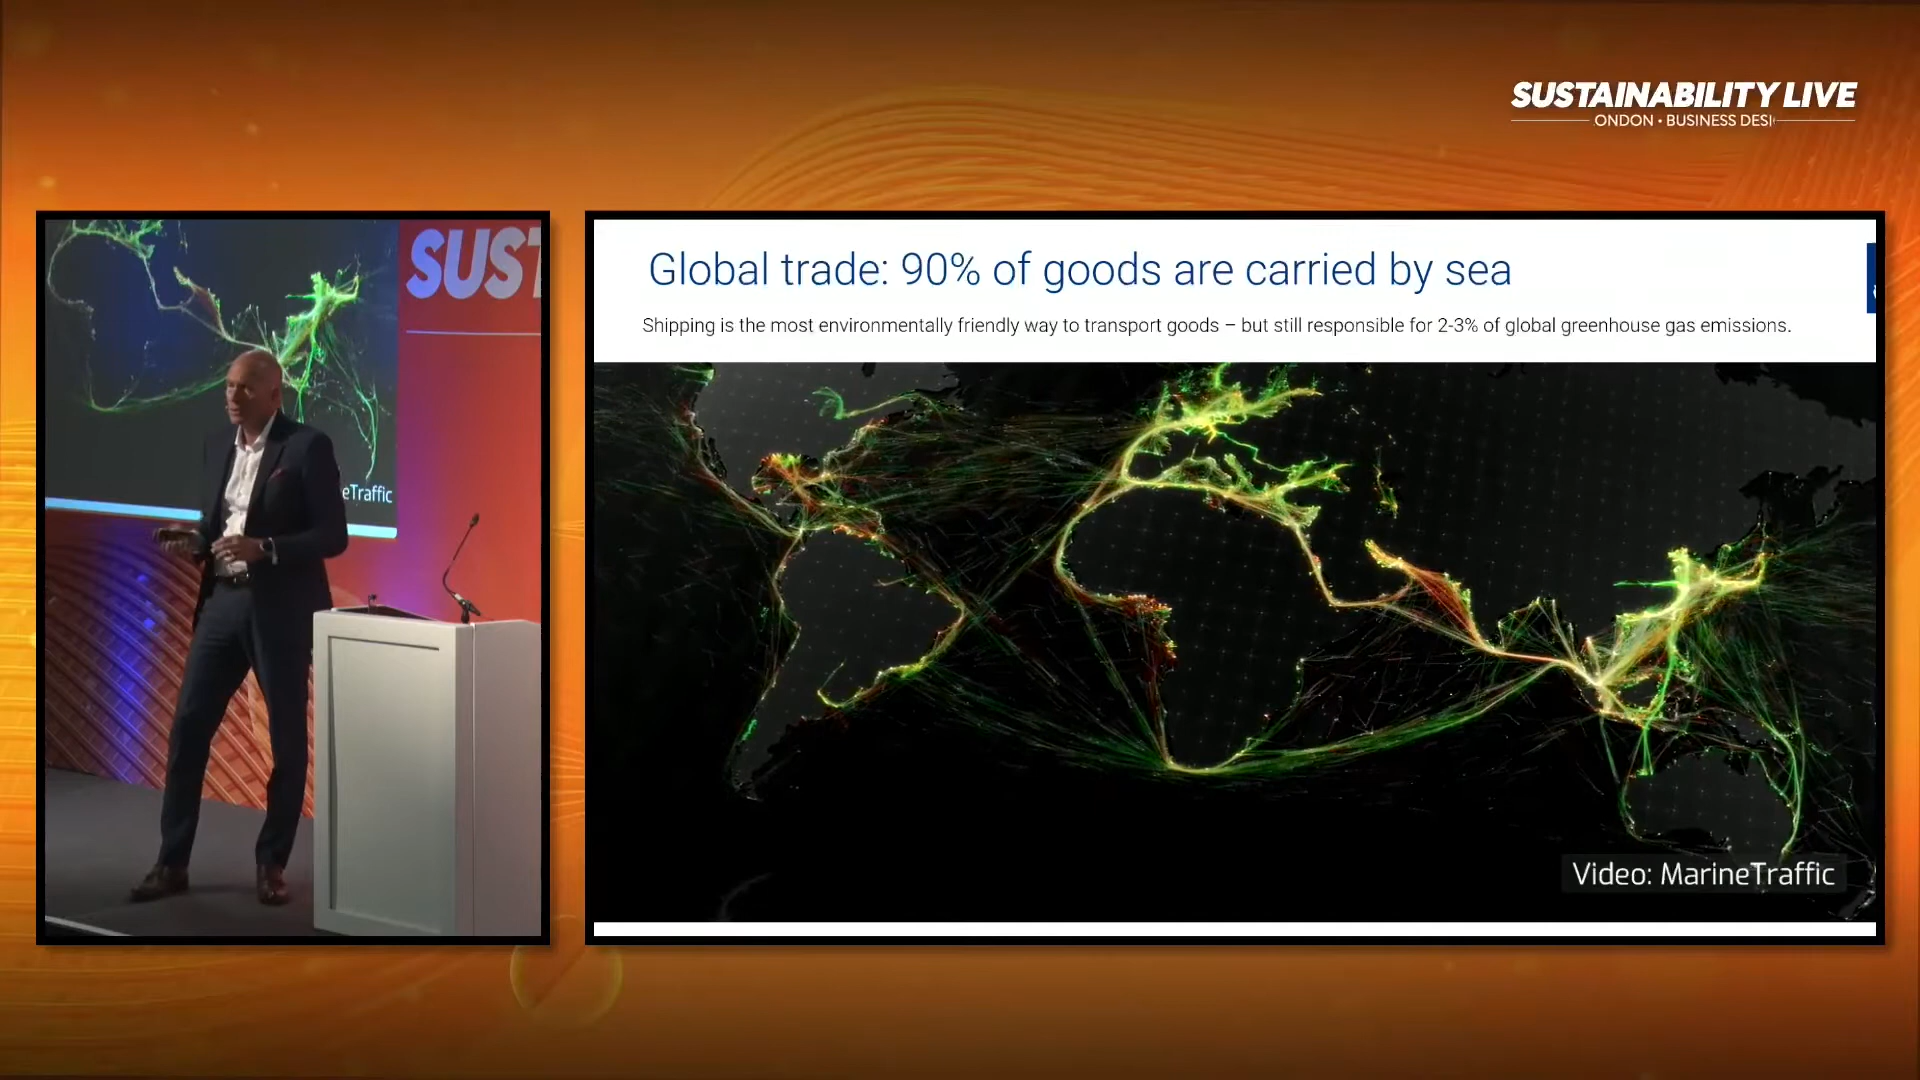 SUSTAINABILITY LIVE
ONDON • BUSINESS DESI
SUST
eTraffic
Global trade: 90% of goods are carried by sea
Shipping is the most environmentally friendly way to transport goods – but still responsible for 2-3% of global greenhouse gas emissions.
Video: MarineTraffic